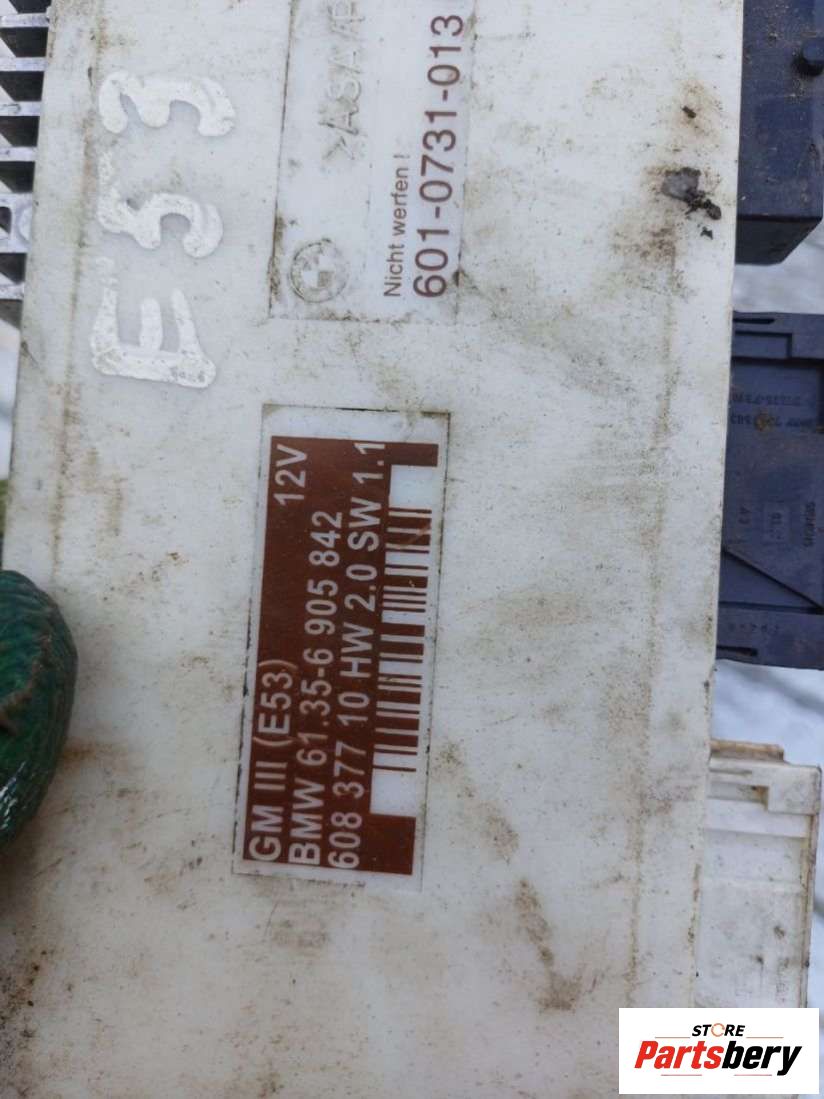 E53
>ASA/P
Nicht werfen!
601-0731-013
GM III (E53) 12V
BMW 61.35-6 905 842
608 377 10 HW 2.0 SW 1.1
STORE
Partsbery